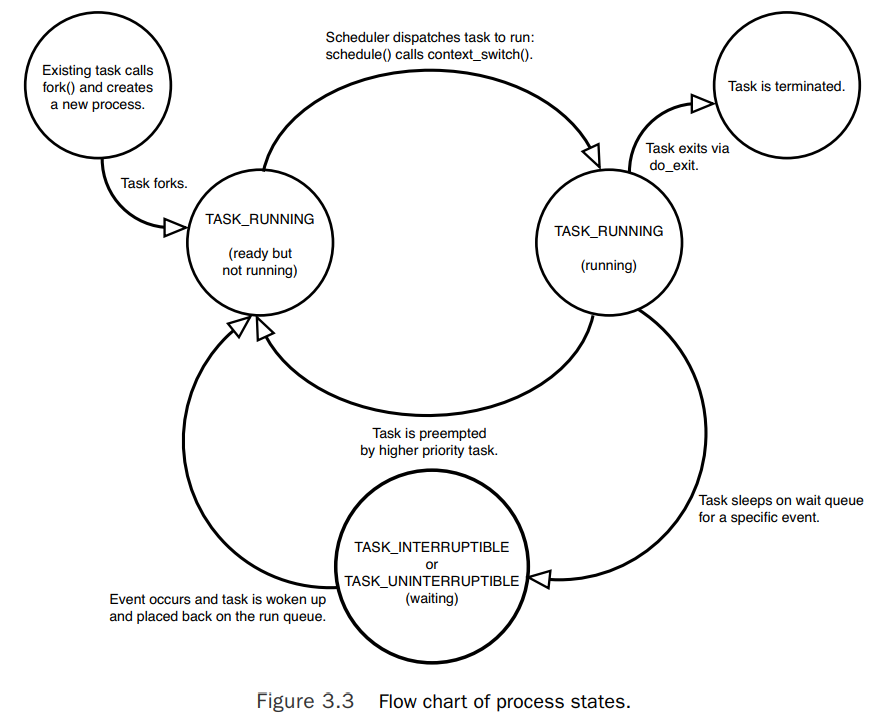 Scheduler dispatches task to run:
schedule() calls context_switch().
Existing task calls
fork() and creates
a new process.
Task is terminated.
Task exits via
do_exit.
Task forks.
TASK_RUNNING
(ready but
not running)
TASK_RUNNING
(running)
Task is preempted
by higher priority task.
Task sleeps on wait queue
for a specific event.
TASK_INTERRUPTIBLE
or
TASK_UNINTERRUPTIBLE
(waiting)
Event occurs and task is woken up
and placed back on the run queue.
Figure 3.3 Flow chart of process states.